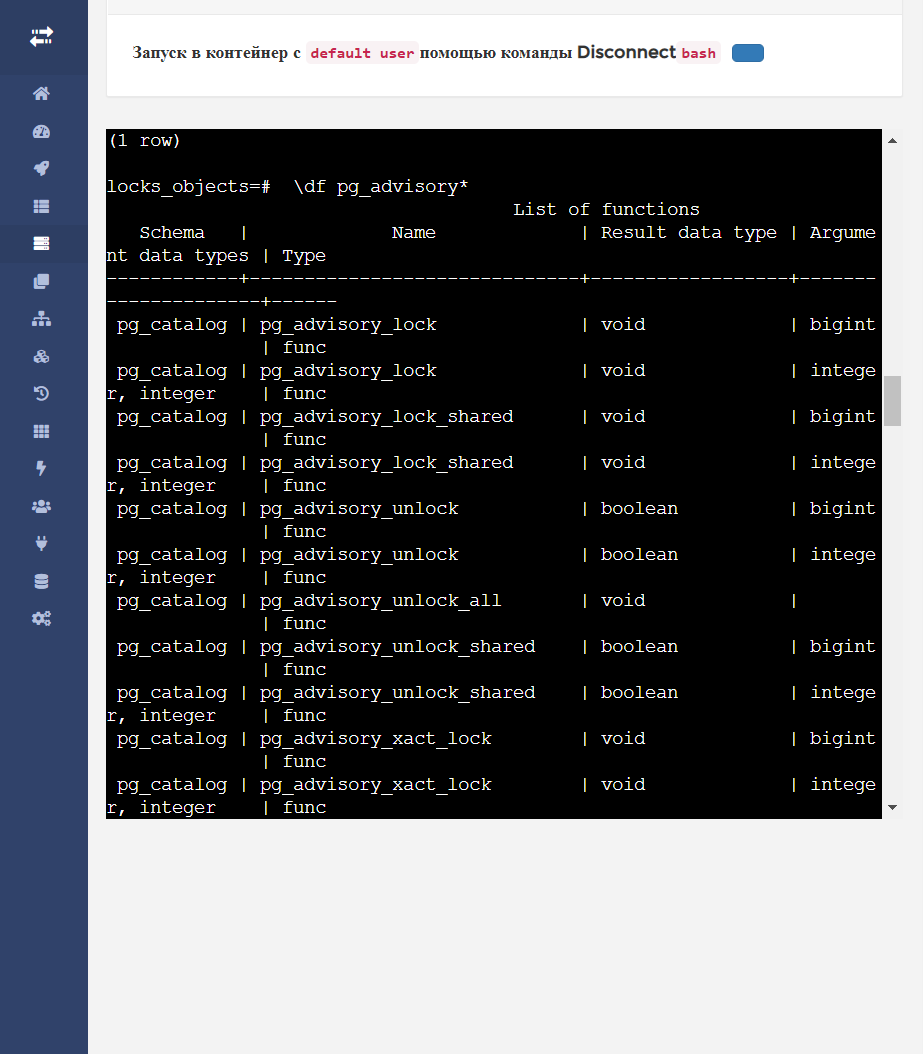 Запуск в контейнер с default user помощью команды Disconnect bash
(1 row)
locks_objects=#  \df pg_advisory*
                                     List of functions
   Schema   |             Name             | Result data type | Argume
nt data types | Type
------------+------------------------------+------------------+-------
--------------+------
 pg_catalog | pg_advisory_lock             | void             | bigint
              | func
 pg_catalog | pg_advisory_lock             | void             | intege
r, integer    | func
 pg_catalog | pg_advisory_lock_shared      | void             | bigint
              | func
 pg_catalog | pg_advisory_lock_shared      | void             | intege
r, integer    | func
 pg_catalog | pg_advisory_unlock           | boolean          | bigint
              | func
 pg_catalog | pg_advisory_unlock           | boolean          | intege
r, integer    | func
 pg_catalog | pg_advisory_unlock_all       | void             |
              | func
 pg_catalog | pg_advisory_unlock_shared    | boolean          | bigint
              | func
 pg_catalog | pg_advisory_unlock_shared    | boolean          | intege
r, integer    | func
 pg_catalog | pg_advisory_xact_lock        | void             | bigint
              | func
 pg_catalog | pg_advisory_xact_lock        | void             | intege
r, integer    | func